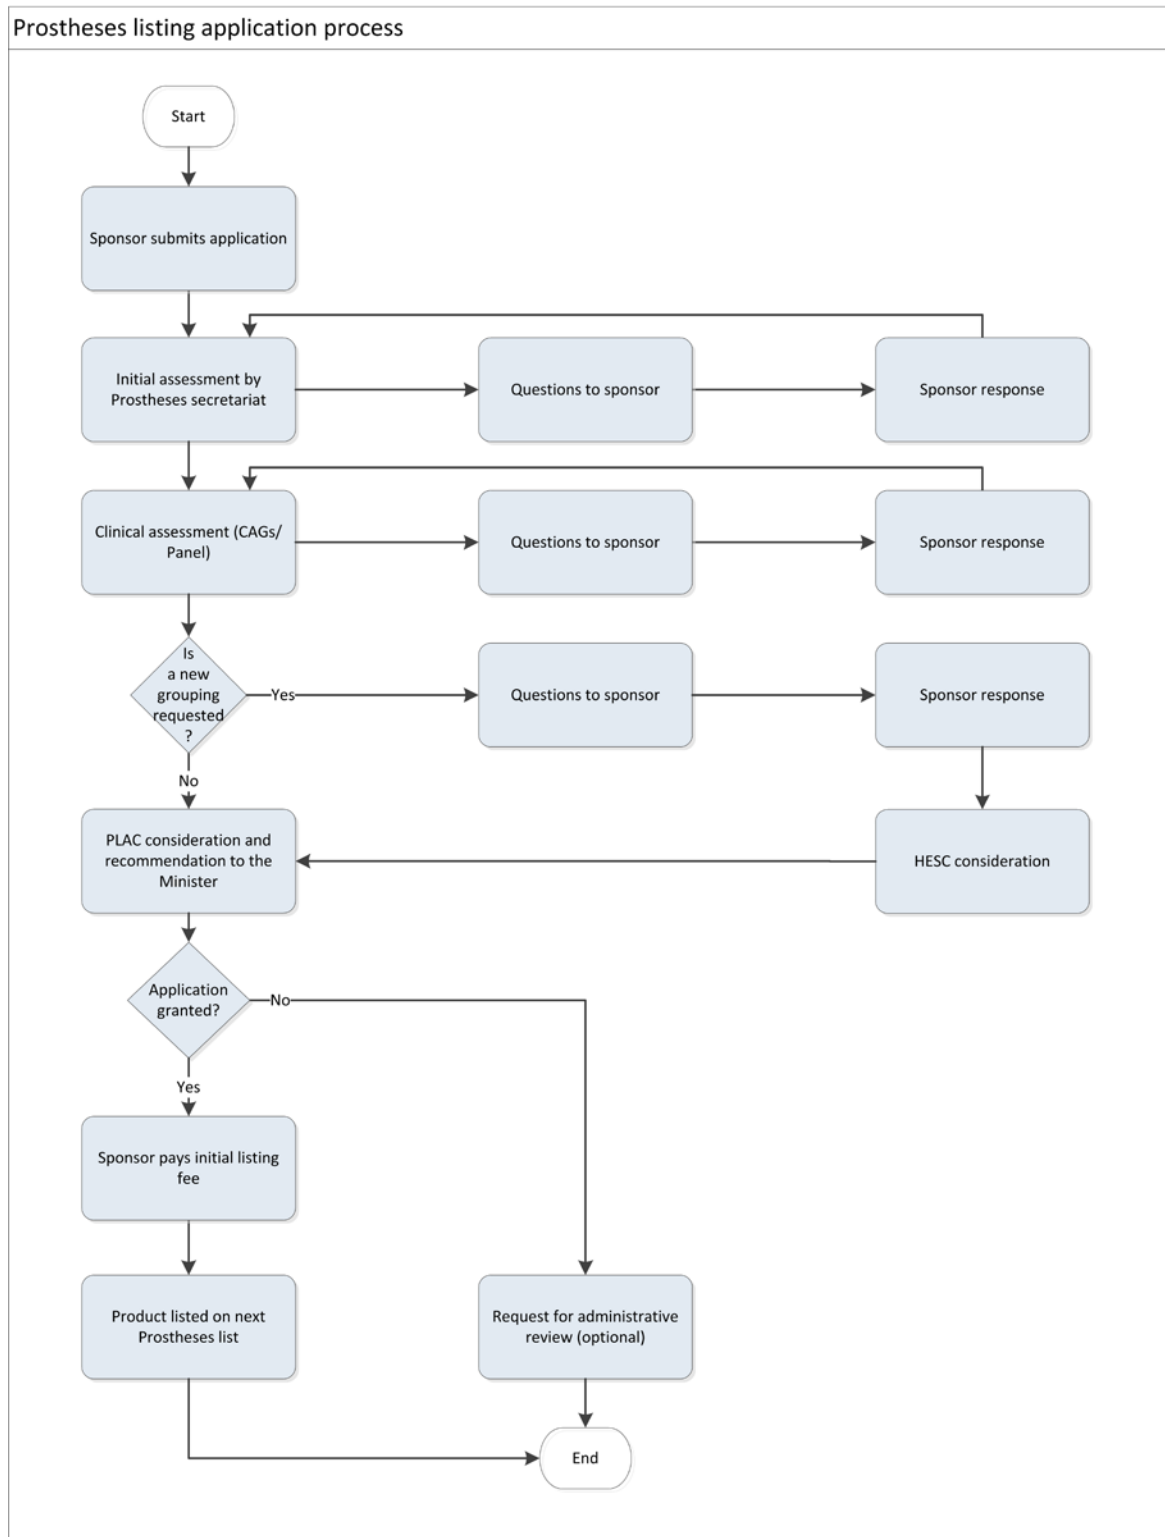 Prostheses listing application process
Start
Sponsor submits application
Initial assessment by
Prostheses secretariat
Questions to sponsor
Sponsor response
Clinical assessment (CAGs/
Panel)
Questions to sponsor
Sponsor response
Is
a new
grouping
requested
?
Yes
Questions to sponsor
Sponsor response
No
PLAC consideration and
recommendation to the
Minister
HESC consideration
Application
granted?
No
Yes
Sponsor pays initial listing
fee
Product listed on next
Prostheses list
Request for administrative
review (optional)
End